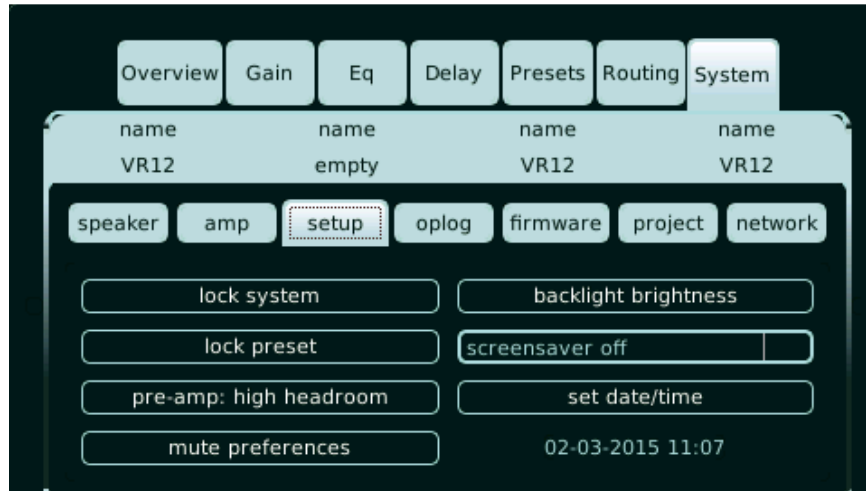 Overview Gain Eq Delay Presets Routing System
name name name name
VR12 empty VR12 VR12
speaker amp setup oplog firmware project network
lock system backlight brightness
lock preset screensaver off
pre-amp: high headroom set date/time
mute preferences 02-03-2015 11:07